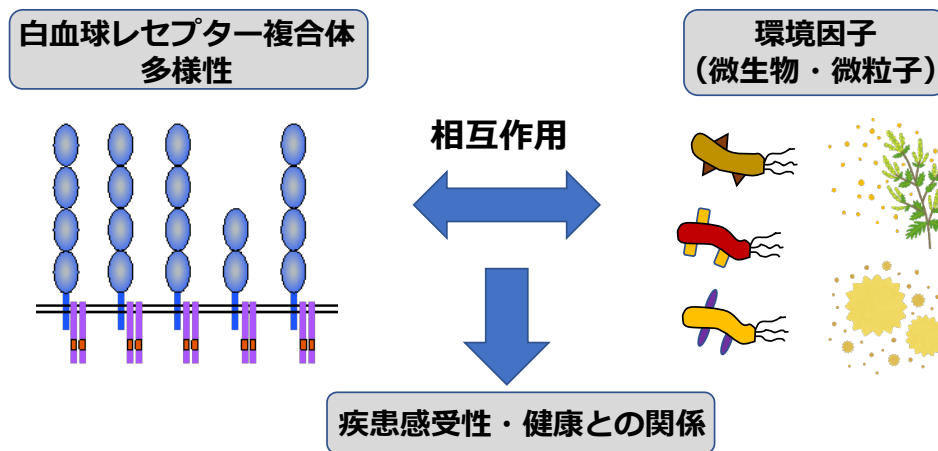 白血球レセプター複合体
多様性
環境因子
（微生物・微粒子）
相互作用
疾患感受性・健康との関係